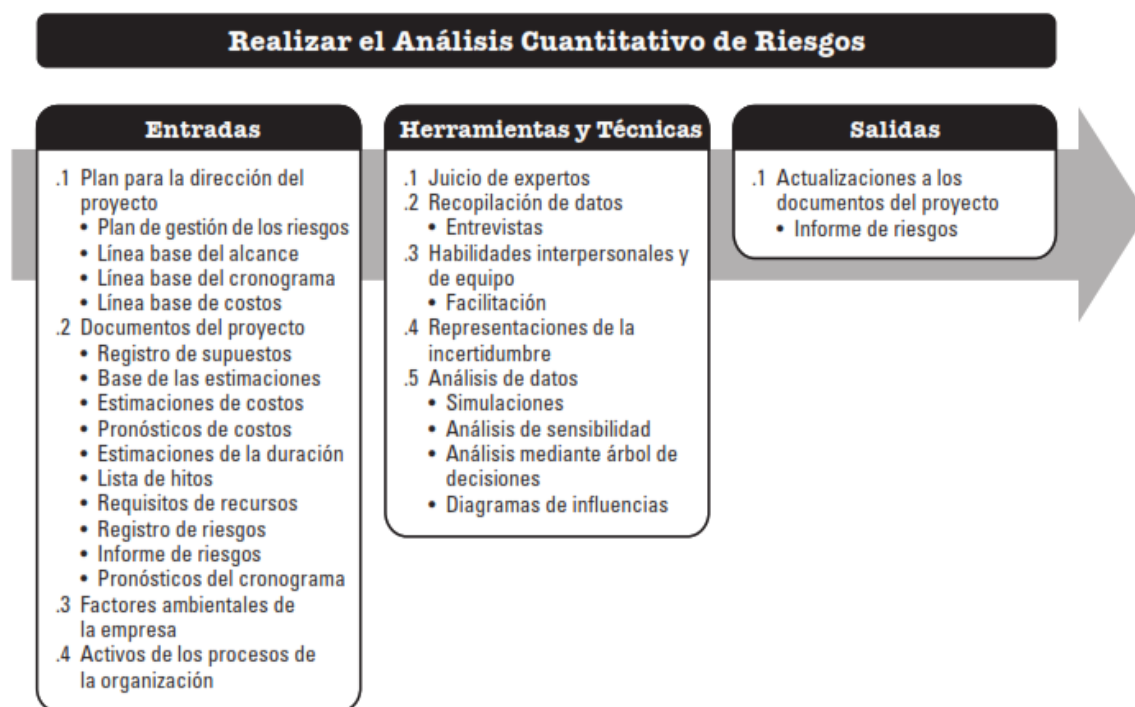 Realizar el Análisis Cuantitativo de Riesgos
Entradas
.1 Plan para la dirección del
proyecto
• Plan de gestión de los riesgos
• Línea base del alcance
• Línea base del cronograma
• Línea base de costos
.2 Documentos del proyecto
• Registro de supuestos
• Base de las estimaciones
• Estimaciones de costos
• Pronósticos de costos
• Estimaciones de la duración
• Lista de hitos
• Requisitos de recursos
• Registro de riesgos
• Informe de riesgos
• Pronósticos del cronograma
.3 Factores ambientales de
la empresa
.4 Activos de los procesos de
la organización
Herramientas y Técnicas
.1 Juicio de expertos
.2 Recopilación de datos
• Entrevistas
.3 Habilidades interpersonales y
de equipo
• Facilitación
.4 Representaciones de la
incertidumbre
.5 Análisis de datos
• Simulaciones
• Análisis de sensibilidad
• Análisis mediante árbol de
decisiones
• Diagramas de influencias
Salidas
.1 Actualizaciones a los
documentos del proyecto
• Informe de riesgos